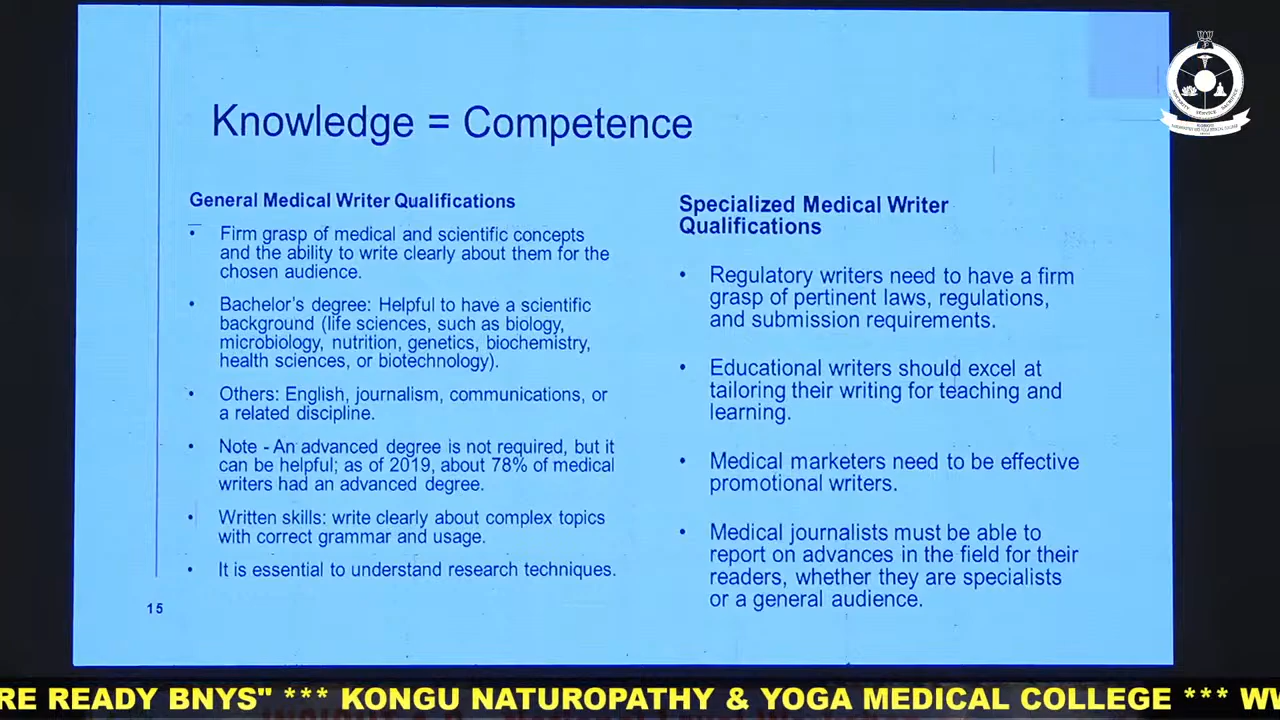 Knowledge = Competence
General Medical Writer Qualifications
• Firm grasp of medical and scientific concepts
and the ability to write clearly about them for the
chosen audience.
• Bachelor's degree: Helpful to have a scientific
background (life sciences, such as biology,
microbiology, nutrition, genetics, biochemistry,
health sciences, or biotechnology).
• Others: English, journalism, communications, or
a related discipline.
• Note - An advanced degree is not required, but it
can be helpful; as of 2019, about 78% of medical
writers had an advanced degree.
• Written skills: write clearly about complex topics
with correct grammar and usage.
• It is essential to understand research techniques.
15
Specialized Medical Writer
Qualifications
• Regulatory writers need to have a firm
grasp of pertinent laws, regulations,
and submission requirements.
• Educational writers should excel at
tailoring their writing for teaching and
learning.
• Medical marketers need to be effective
promotional writers.
• Medical journalists must be able to
report on advances in the field for their
readers, whether they are specialists
or a general audience.
RE READY BNYS" *** KONGU NATUROPATHY & YOGA MEDICAL COLLEGE *** WW